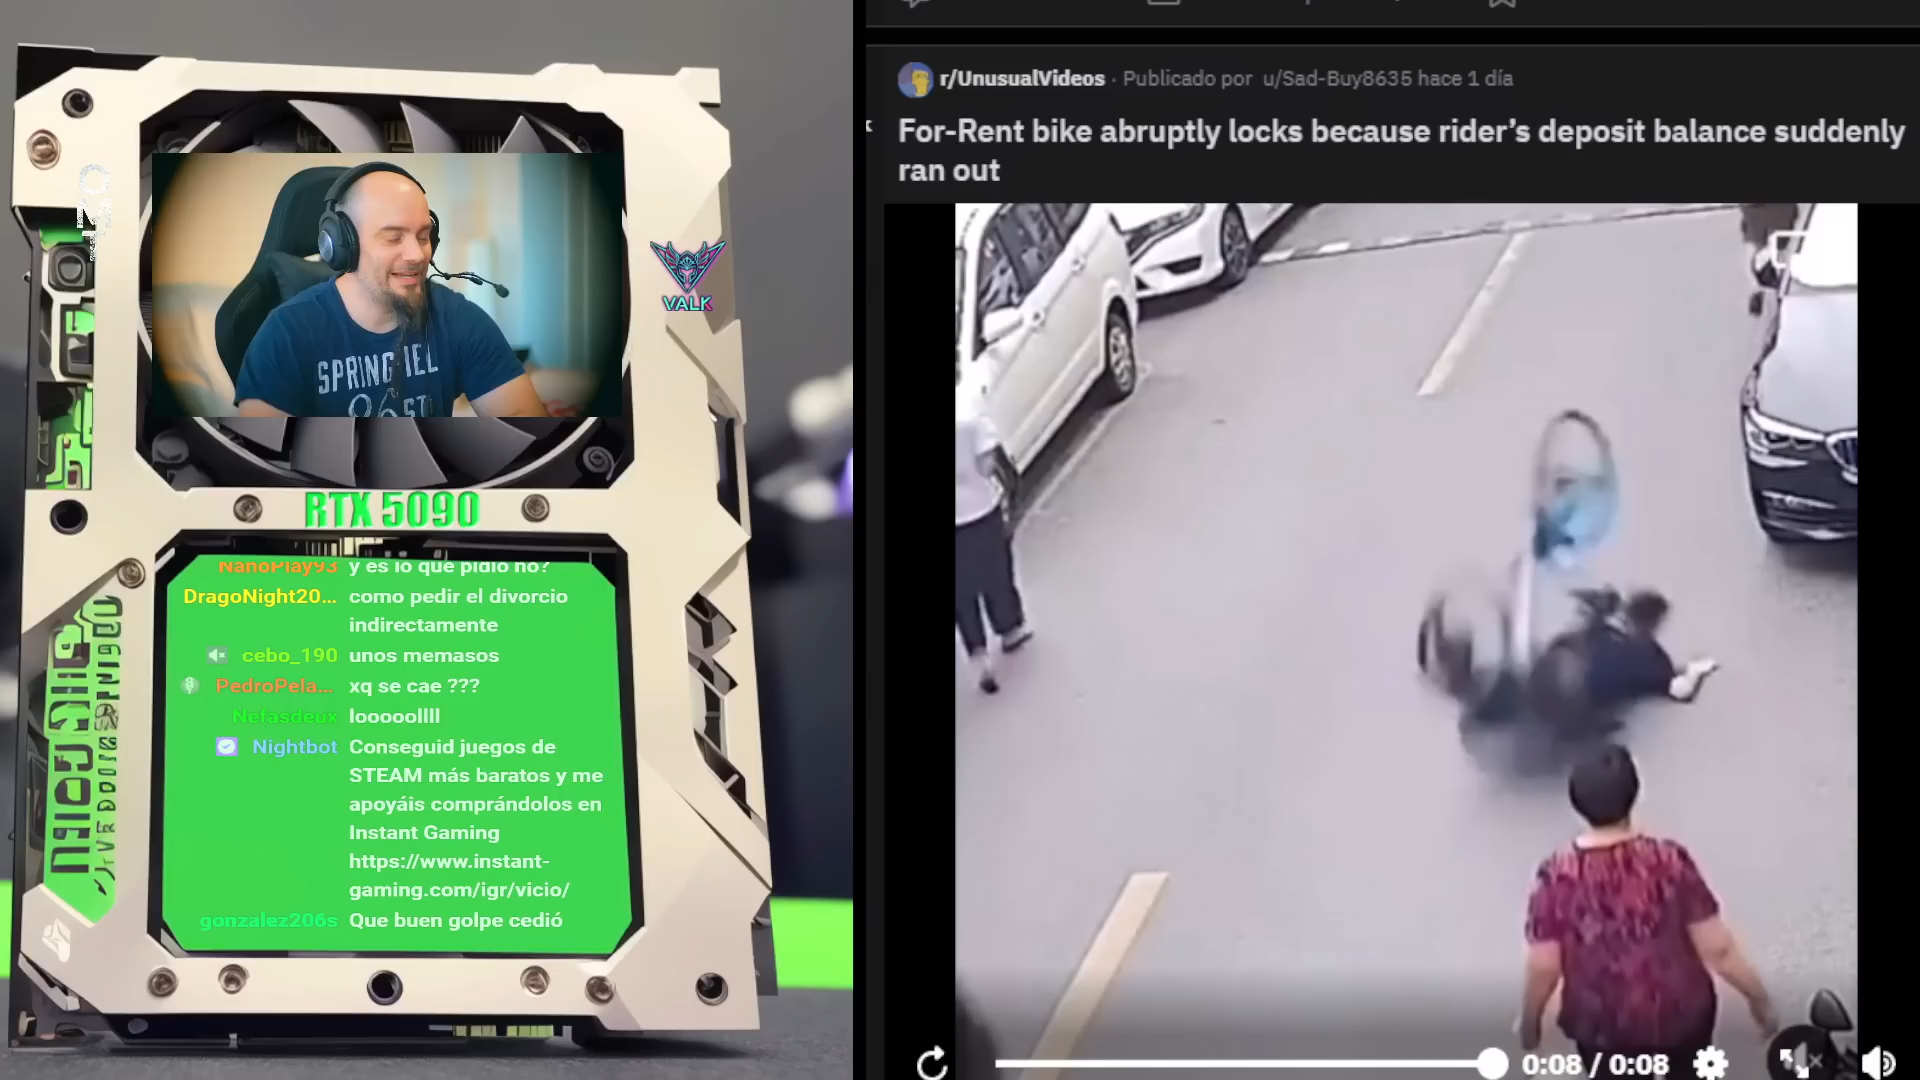 VALK
SPRINGFIEL
RTX 5090
NanoPlay93 y es lo que pidió no?
DragoNight20... como pedir el divorcio
indirectamente
cebo_190 unos memasos
PedroPela... xq se cae ???
Nefasdeux looooollll
Nightbot Conseguid juegos de
STEAM más baratos y me
apoyáis comprándolos en
Instant Gaming
https://www.instant-
gaming.com/igr/vicio/
gonzalez206s Que buen golpe cedió
r/UnusualVideos · Publicado por u/Sad-Buy8635 hace 1 día
For-Rent bike abruptly locks because rider’s deposit balance suddenly
ran out
0:08 / 0:08